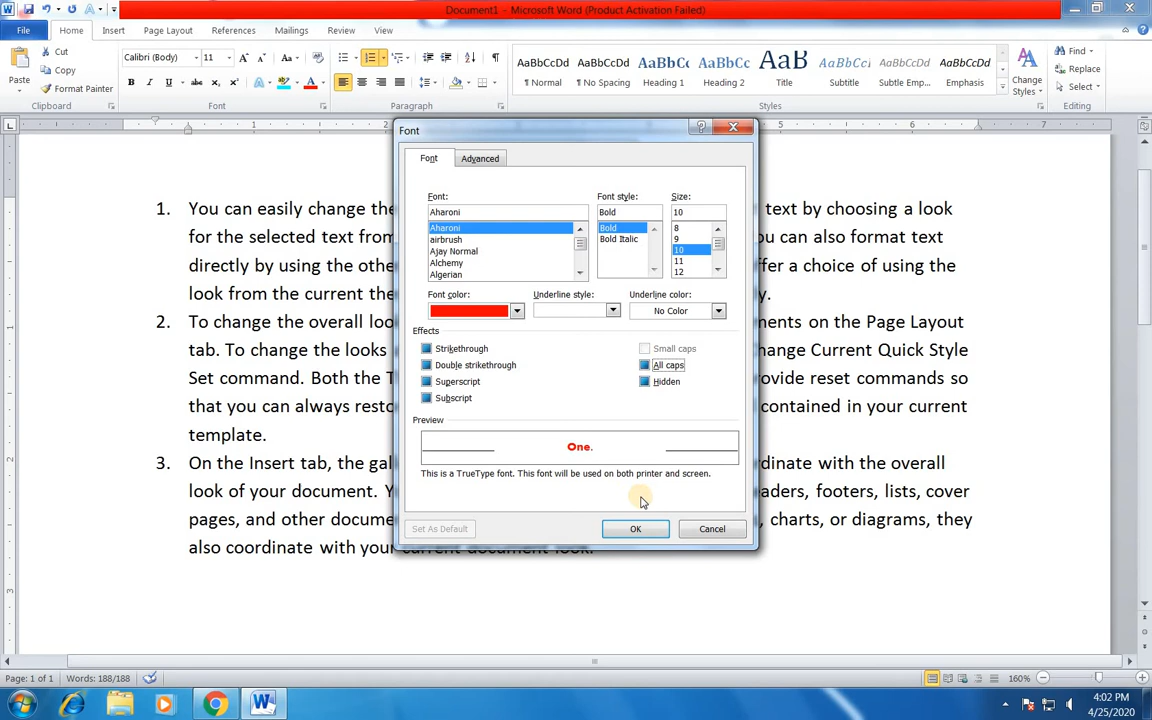 Document1 - Microsoft Word (Product Activation Failed)
File Home Insert Page Layout References Mailings Review View
Paste
Cut
Copy
Format Painter
Clipboard
Calibri (Body) 11
Font
Paragraph
AaBbCcDd AaBbCcDd AaBbCc AaBbCc AaB AaBbCcDd AaBbCcDd AaBbCcDd
¶ Normal ¶ No Spacing Heading 1 Heading 2 Title Subtitle Subtle Emp... Emphasis
Change Styles
Styles
Find
Replace
Select
Editing
1 2 5 6 7
Font
Font Advanced
Font: Font style: Size:
Aharoni Bold 10
Aharoni Bold 8
airbrush Bold Italic 9
Ajay Normal 10
Alchemy 11
Algerian 12
Font color: Underline style: Underline color:
No Color
Effects
Strikethrough Small caps
Double strikethrough All caps
Superscript Hidden
Subscript
Preview
One.
This is a TrueType font. This font will be used on both printer and screen.
Set As Default OK Cancel
1. You can easily change the text by choosing a look
for the selected text from ou can also format text
directly by using the othe ffer a choice of using the
look from the current the y.
2. To change the overall loo ments on the Page Layout
tab. To change the looks hange Current Quick Style
Set command. Both the T rovide reset commands so
that you can always resto contained in your current
template.
3. On the Insert tab, the gal rdinate with the overall
look of your document. Y eaders, footers, lists, cover
pages, and other docume , charts, or diagrams, they
also coordinate with your current document look.
Page: 1 of 1 Words: 188/188 160%
4:02 PM
4/25/2020